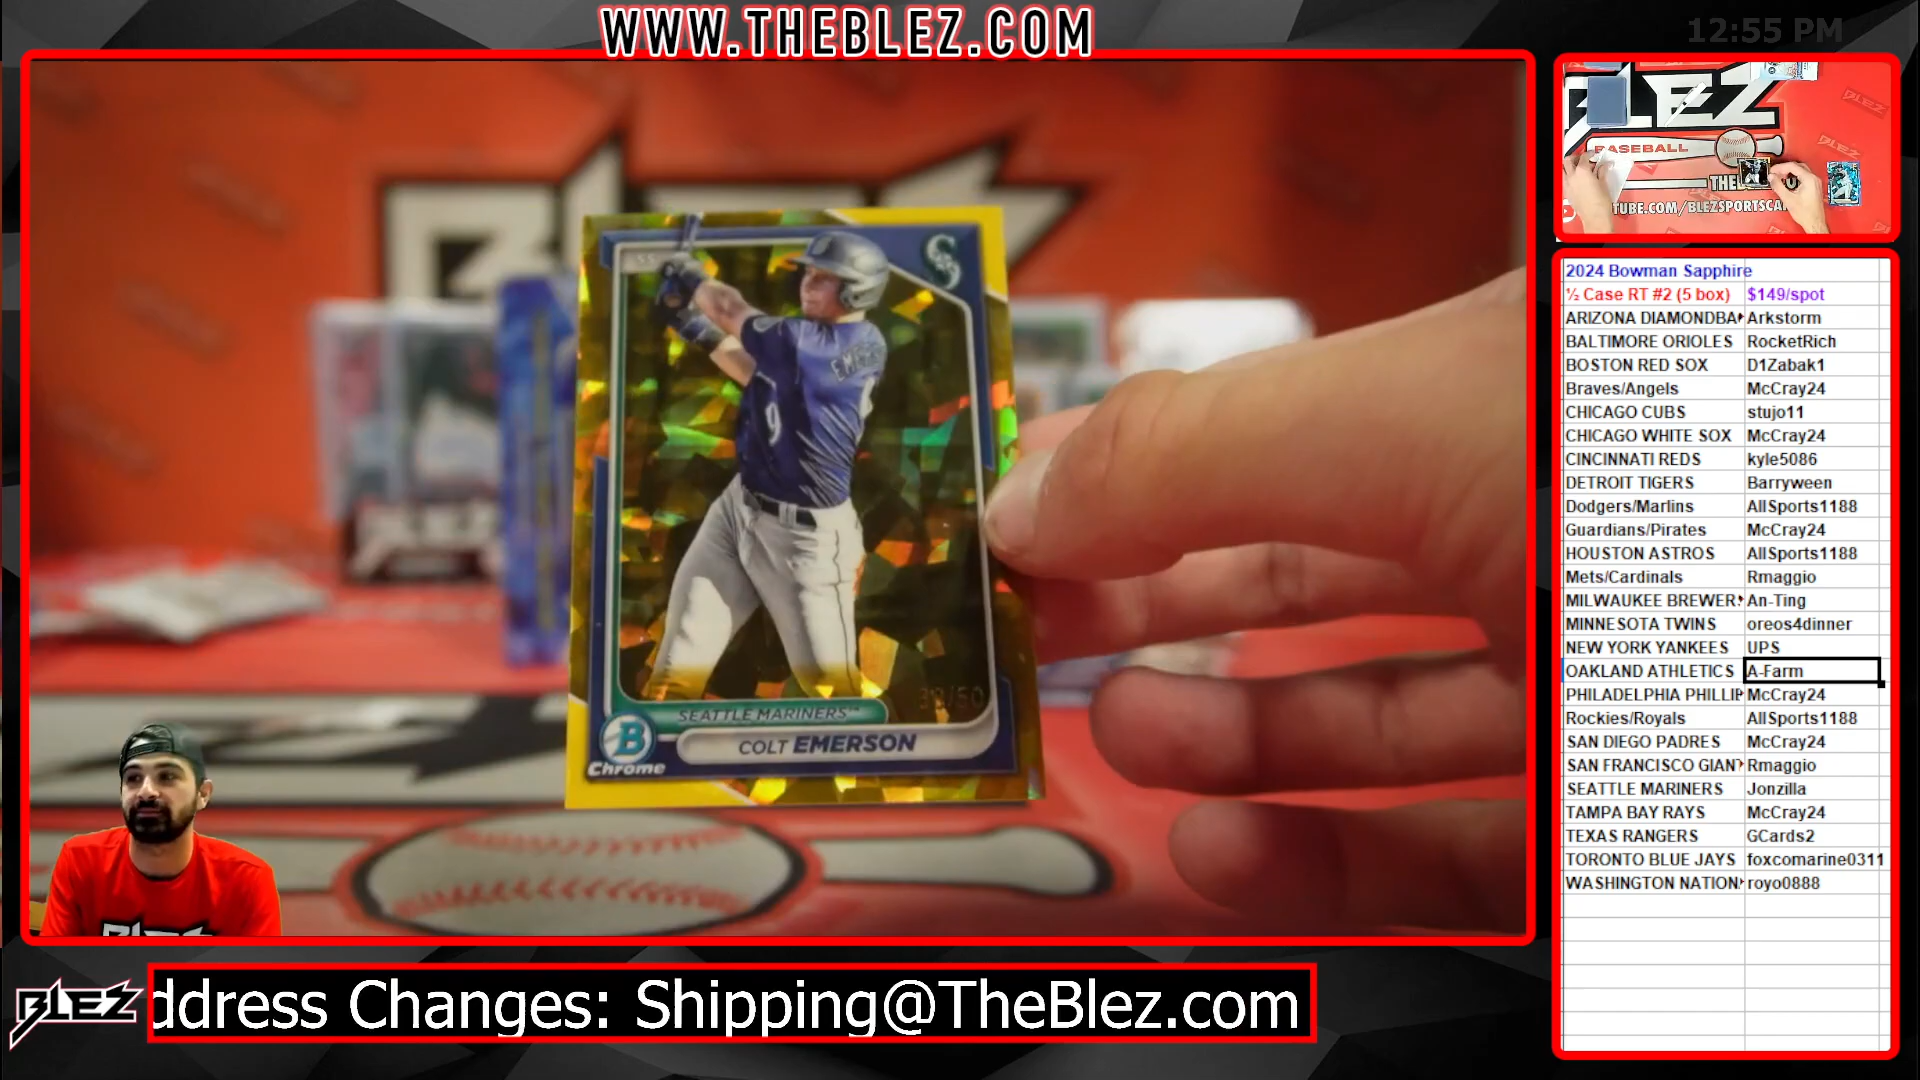 WWW.THEBLEZ.COM
12:55 PM
SS
9
SEATTLE MARINERS™
B
Chrome
COLT EMERSON
BLEZ
BASEBALL
TUBE.COM/BLEZSPORTSCA
2024 Bowman Sapphire
½ Case RT #2 (5 box) $149/spot
ARIZONA DIAMONDBA Arkstorm
BALTIMORE ORIOLES RocketRich
BOSTON RED SOX D1Zabak1
Braves/Angels McCray24
CHICAGO CUBS stujo11
CHICAGO WHITE SOX McCray24
CINCINNATI REDS kyle5086
DETROIT TIGERS Barryween
Dodgers/Marlins AllSports1188
Guardians/Pirates McCray24
HOUSTON ASTROS AllSports1188
Mets/Cardinals Rmaggio
MILWAUKEE BREWER An-Ting
MINNESOTA TWINS oreos4dinner
NEW YORK YANKEES UPS
OAKLAND ATHLETICS A-Farm
PHILADELPHIA PHILLI McCray24
Rockies/Royals AllSports1188
SAN DIEGO PADRES McCray24
SAN FRANCISCO GIAN Rmaggio
SEATTLE MARINERS Jonzilla
TAMPA BAY RAYS McCray24
TEXAS RANGERS GCards2
TORONTO BLUE JAYS foxcomarine0311
WASHINGTON NATION royo0888
BLEZ
ddress Changes: Shipping@TheBlez.com